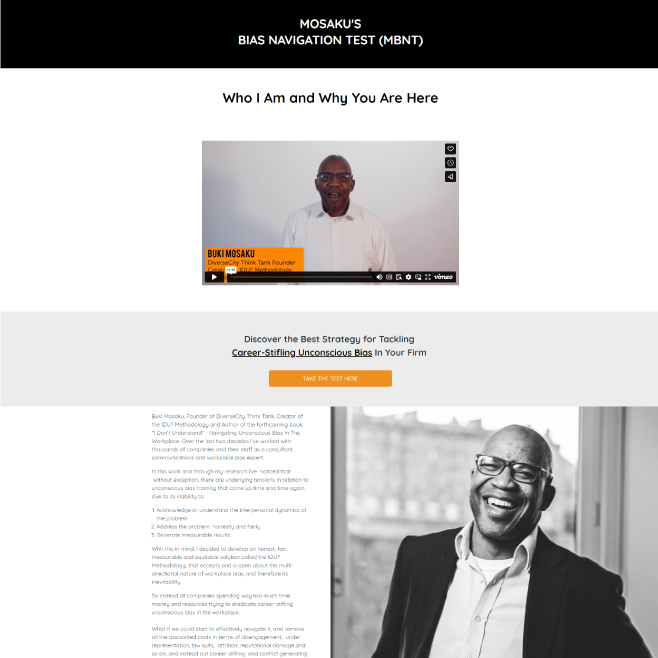 MOSAKU'S
BIAS NAVIGATION TEST (MBNT)
Who I Am and Why You Are Here
BUKI MOSAKU
DiverseCity Think Tank Founder
IDU? Methodology
vimeo
Discover the Best Strategy for Tackling
Career-Stifling Unconscious Bias In Your Firm
TAKE THE TEST HERE
Buki Mosaku, Founder of DiverseCity Think Tank, Creator of
the IDU? Methodology and Author of the forthcoming book:
"I Don't Understand" - Navigating Unconscious Bias In The
Workplace. Over the last two decades I've worked with
thousands of companies and their staff as a consultant,
communications and workplace bias expert.
In this work and through my research I've noticed that
without exception, there are underlying tensions in relation to
unconscious bias training that come up time and time again
due to its inability to:
1. Acknowledge or understand the interpersonal dynamics of
the problem
2. Address the problem honestly and fairly
3. Generate measurable results
With this in mind, I decided to develop an honest, fair,
measurable and equitable solution called the IDU?
Methodology, that accepts and is open about the multi-
directional nature of workplace bias, and therefore its
inevitability.
So instead of companies spending way too much time,
money and resources trying to eradicate career-stifling
unconscious bias in the workplace.
What if we could start to effectively navigate it, and remove
all the associated costs in terms of disengagement, under
representation, law suits, attrition, reputational damage and
so on, and instead put career-stifling and conflict generating